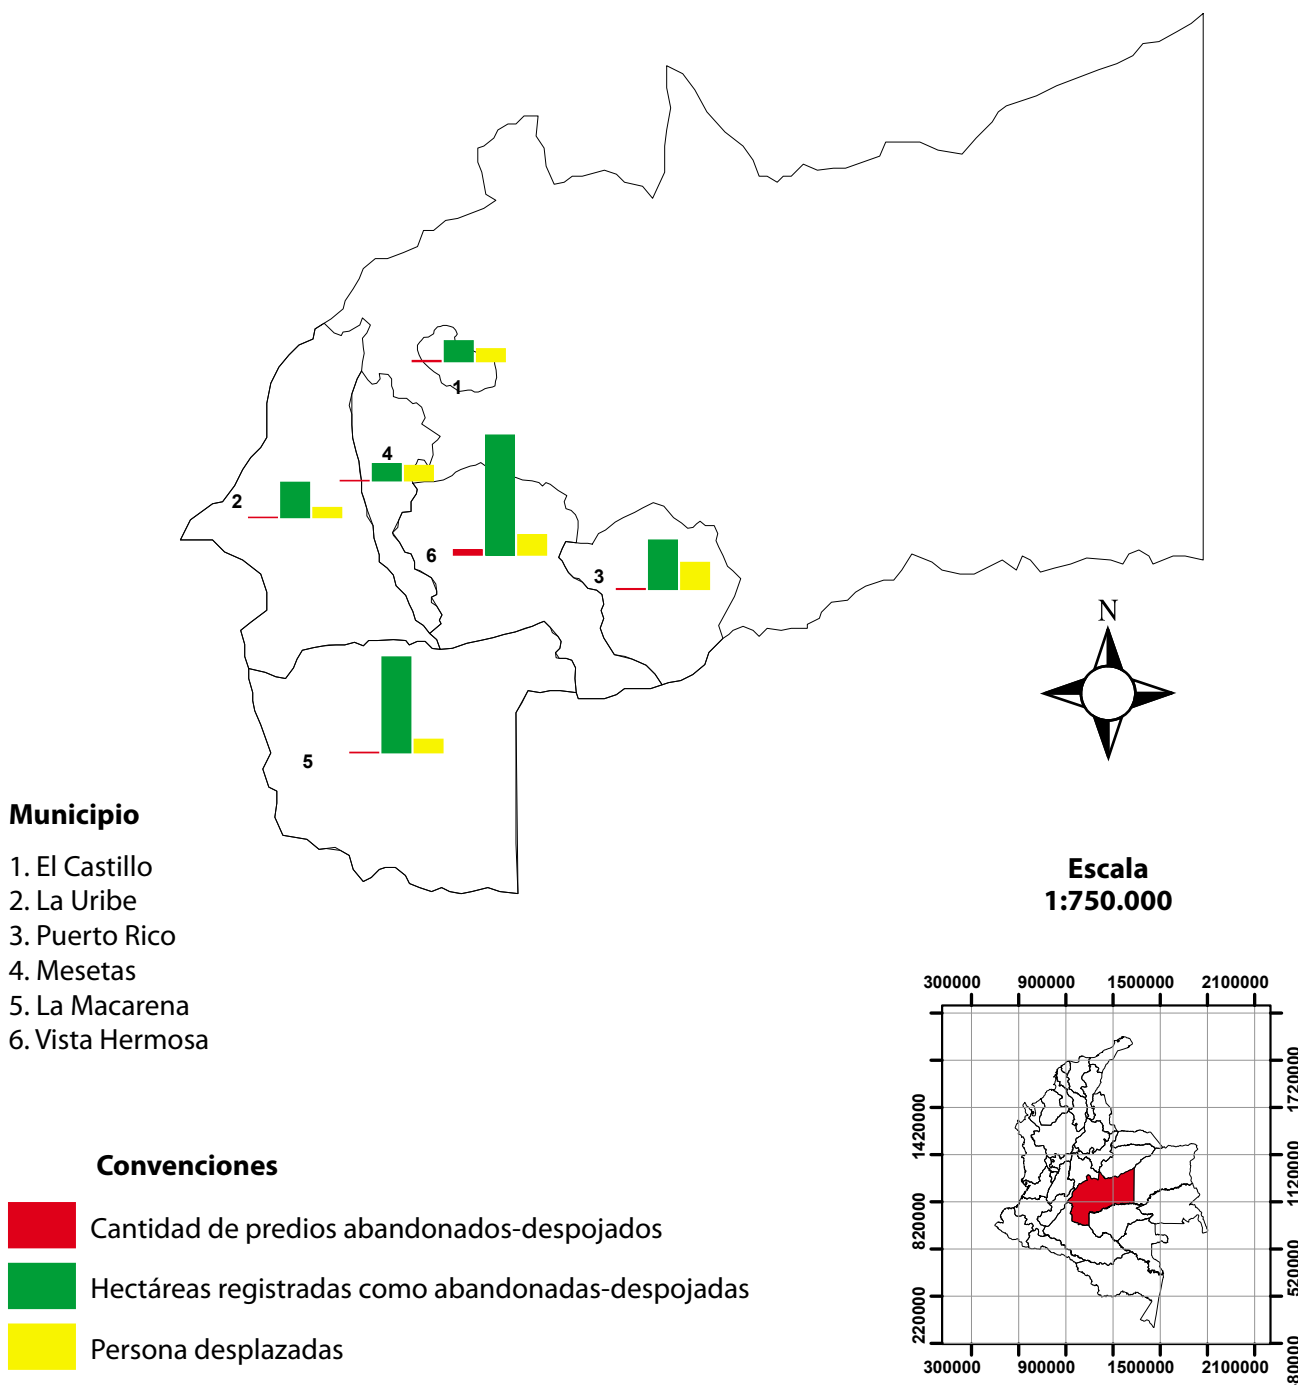 1
4
2
6
3
5
N
Municipio
1. El Castillo
2. La Uribe
3. Puerto Rico
4. Mesetas
5. La Macarena
6. Vista Hermosa
Escala
1:750.000
Convenciones
Cantidad de predios abandonados-despojados
Hectáreas registradas como abandonadas-despojadas
Persona desplazadas
300000 900000 1500000 2100000
1420000
820000
220000
1720000
1120000
520000
300000 900000 1500000 2100000